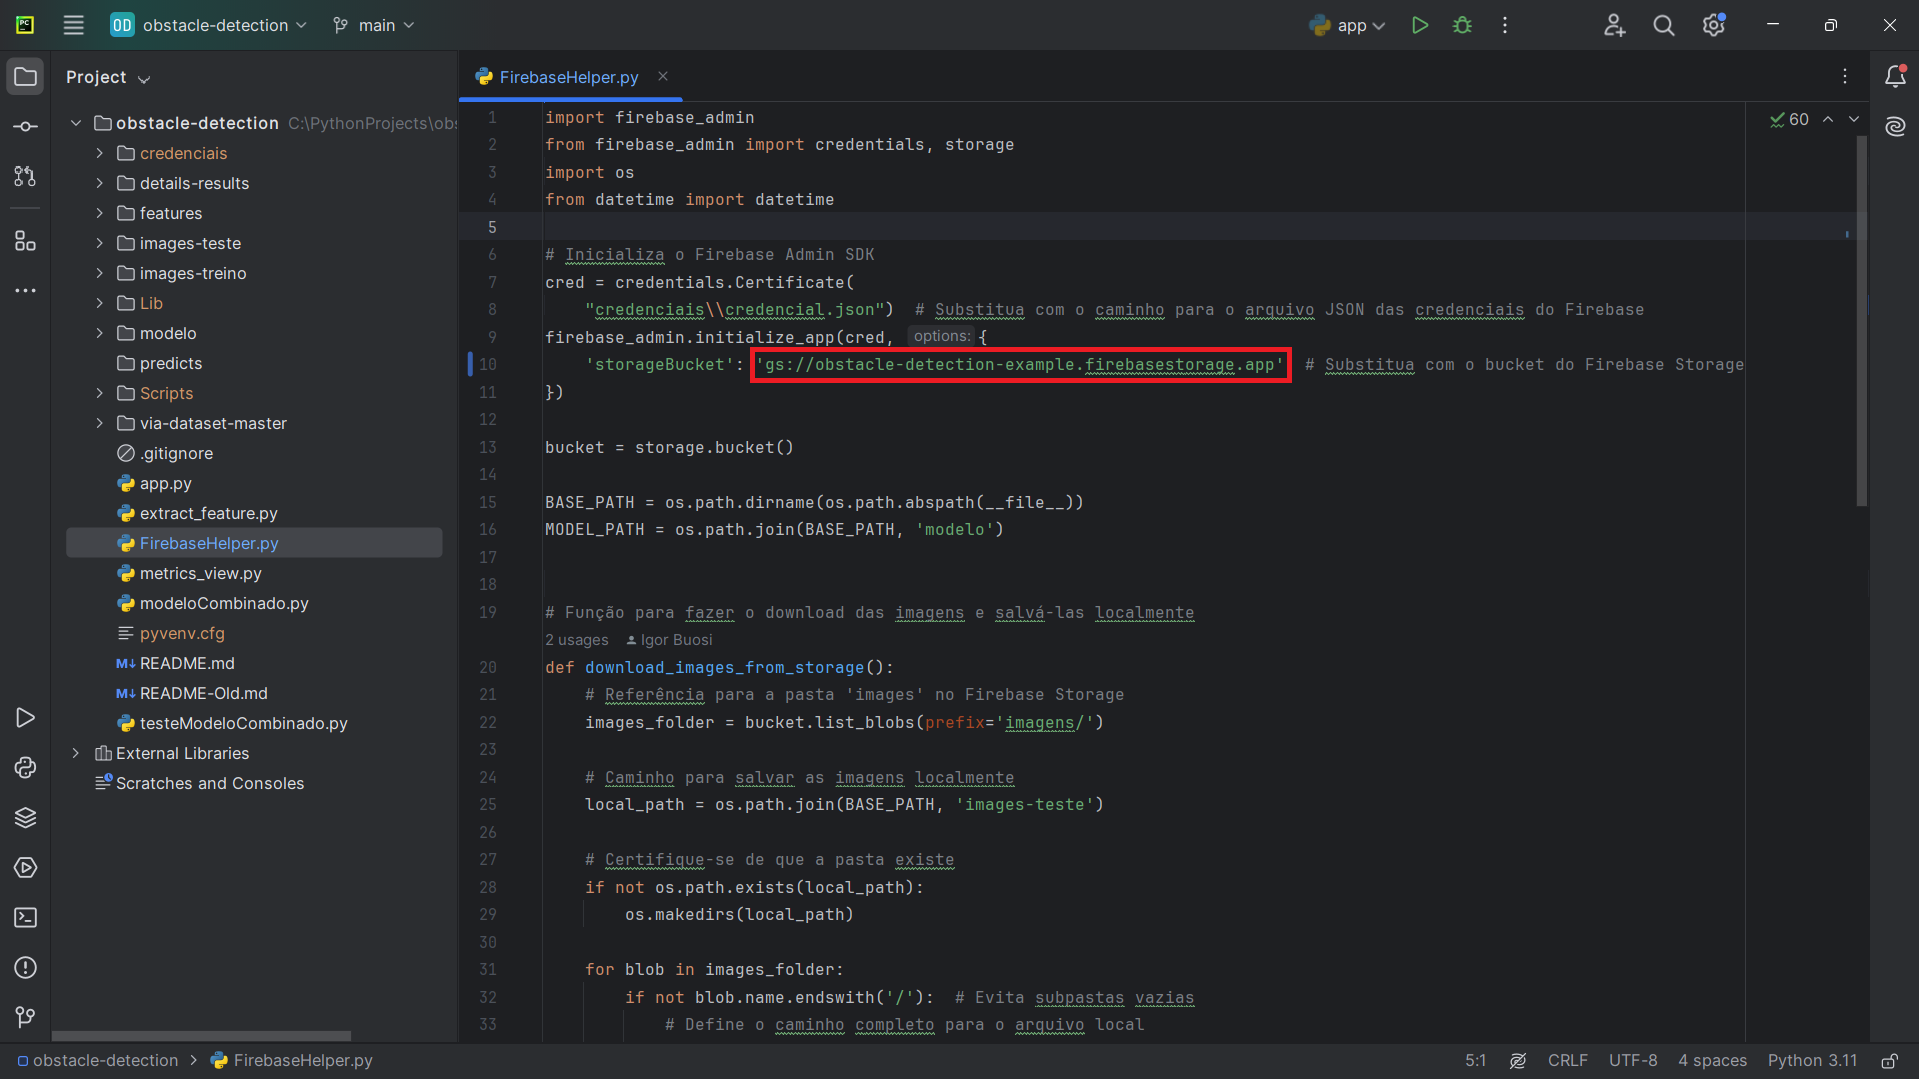 PC
OD obstacle-detection
main
app
Project
FirebaseHelper.py
obstacle-detection C:\PythonProjects\obs
credenciais
details-results
features
images-teste
images-treino
Lib
modelo
predicts
Scripts
via-dataset-master
.gitignore
app.py
extract_feature.py
FirebaseHelper.py
metrics_view.py
modeloCombinado.py
pyvenv.cfg
M↓ README.md
M↓ README-Old.md
testeModeloCombinado.py
External Libraries
Scratches and Consoles
60
1 import firebase_admin
2 from firebase_admin import credentials, storage
3 import os
4 from datetime import datetime
5
6 # Inicializa o Firebase Admin SDK
7 cred = credentials.Certificate(
8 "credenciais\\credencial.json") # Substitua com o caminho para o arquivo JSON das credenciais do Firebase
9 firebase_admin.initialize_app(cred, options: {
10 'storageBucket': 'gs://obstacle-detection-example.firebasestorage.app' # Substitua com o bucket do Firebase Storage
11 })
12
13 bucket = storage.bucket()
14
15 BASE_PATH = os.path.dirname(os.path.abspath(__file__))
16 MODEL_PATH = os.path.join(BASE_PATH, 'modelo')
17
18
19 # Função para fazer o download das imagens e salvá-las localmente
2 usages Igor Buosi
20 def download_images_from_storage():
21 # Referência para a pasta 'images' no Firebase Storage
22 images_folder = bucket.list_blobs(prefix='imagens/')
23
24 # Caminho para salvar as imagens localmente
25 local_path = os.path.join(BASE_PATH, 'images-teste')
26
27 # Certifique-se de que a pasta existe
28 if not os.path.exists(local_path):
29 os.makedirs(local_path)
30
31 for blob in images_folder:
32 if not blob.name.endswith('/'): # Evita subpastas vazias
33 # Define o caminho completo para o arquivo local
obstacle-detection > FirebaseHelper.py
5:1 CRLF UTF-8 4 spaces Python 3.11